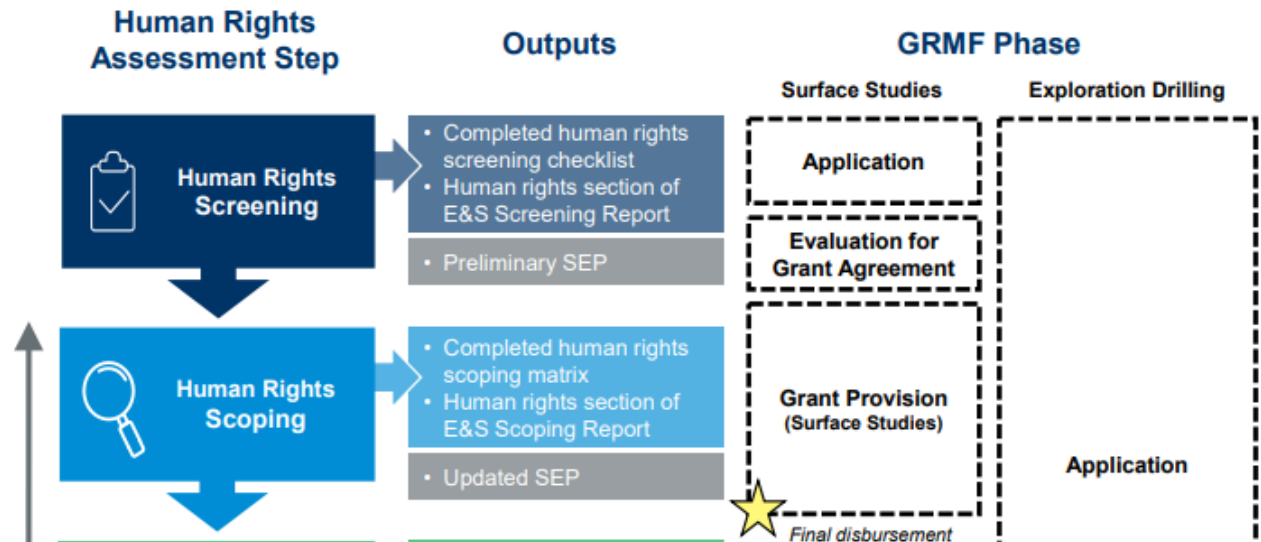 Human Rights
Assessment Step
Outputs
GRMF Phase
Surface Studies
Exploration Drilling
Human Rights
Screening
• Completed human rights
screening checklist
• Human rights section of
E&S Screening Report
• Preliminary SEP
Application
Evaluation for
Grant Agreement
Human Rights
Scoping
• Completed human rights
scoping matrix
• Human rights section of
E&S Scoping Report
• Updated SEP
Grant Provision
(Surface Studies)
Final disbursement
Application